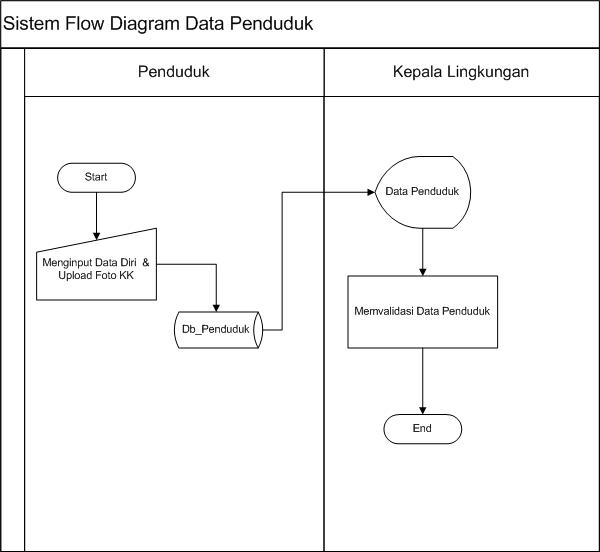 Sistem Flow Diagram Data Penduduk
Penduduk
Kepala Lingkungan
Start
Menginput Data Diri &
Upload Foto KK
Db_Penduduk
Data Penduduk
Memvalidasi Data Penduduk
End